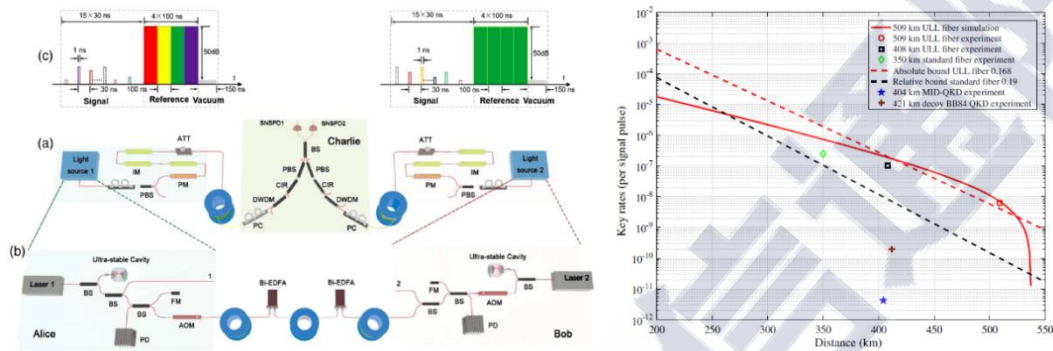 15×30 ns
4×100 ns
15×30 ns
4×100 ns
(c)
1 ns
50dB
1 ns
50dB
t
t
30 ns
100 ns
150 ns
30 ns
100 ns
150 ns
Signal
Reference
Vacuum
Signal
Reference
Vacuum
(a)
SNSPD1
SNSPD2
Charlie
ATT
BS
ATT
Light
source 1
IM
PBS
PBS
IM
Light
source 2
PM
CIR
CIR
PM
PBS
DWDM
DWDM
PBS
PC
PC
(b)
Ultra-stable Cavity
Ultra-stable Cavity
Laser 1
1
Bi-EDFA
Bi-EDFA
2
BS
Laser 2
BS
BS
FM
FM
BS
BS
AOM
AOM
BS
Alice
PD
PD
Bob
10⁻²
10⁻³
10⁻⁴
10⁻⁵
10⁻⁶
10⁻⁷
10⁻⁸
10⁻⁹
10⁻¹⁰
10⁻¹¹
10⁻¹²
Key rates (per signal pulse)
509 km ULL fiber simulation
509 km ULL fiber experiment
408 km ULL fiber experiment
350 km standard fiber experiment
Absolute bound ULL fiber 0.168
Relative bound standard fiber 0.19
404 km MID-QKD experiment
421 km decoy BB84 QKD experiment
200
250
300
350
400
450
500
550
Distance (km)